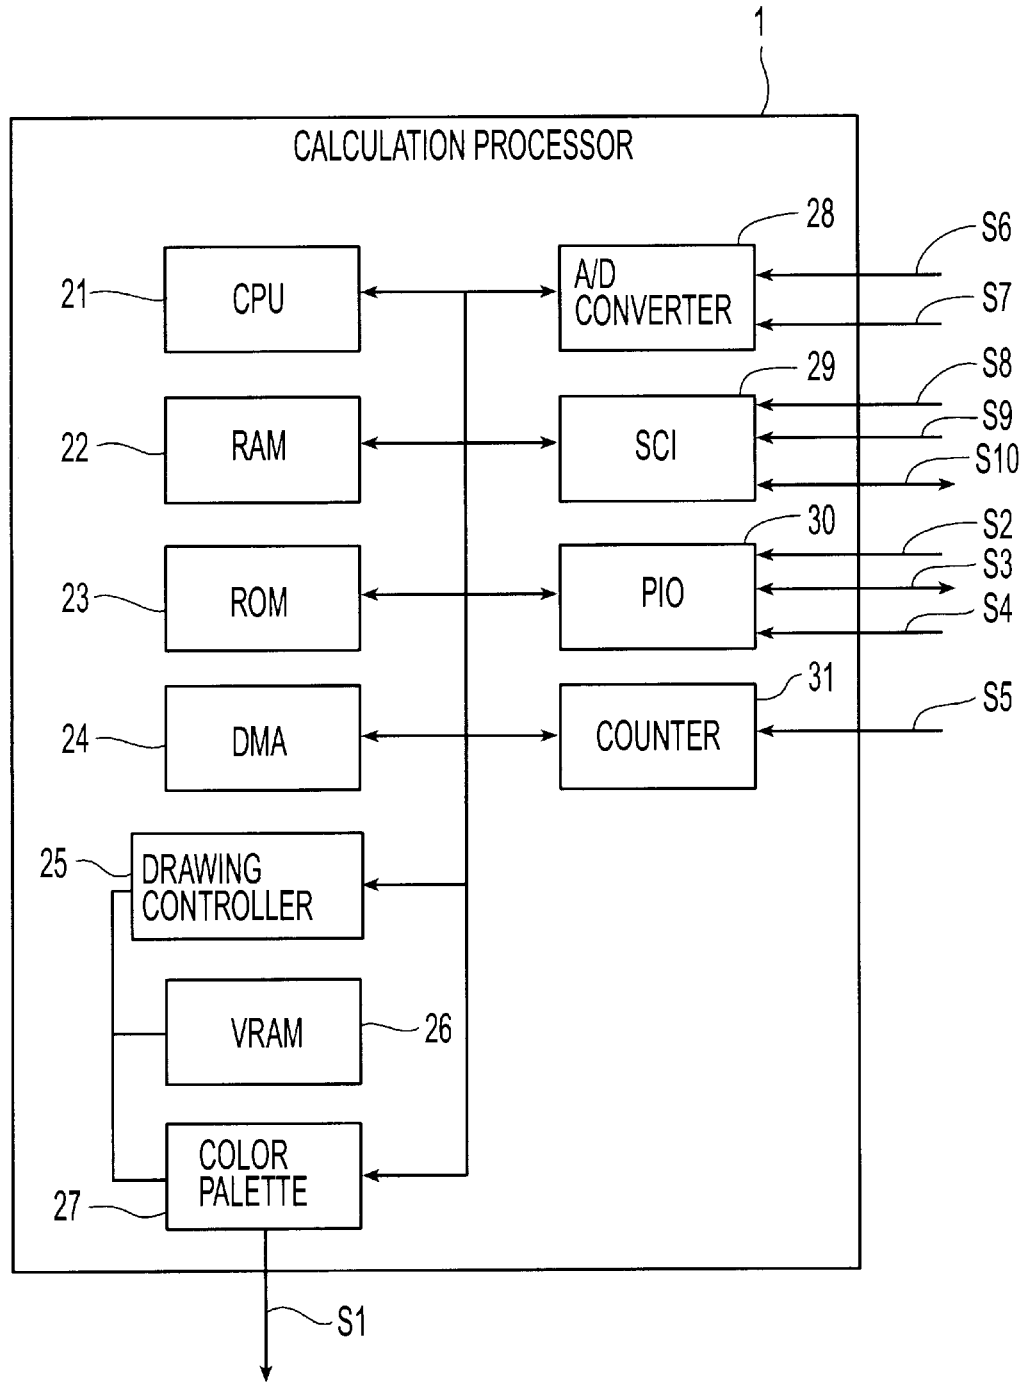 1
CALCULATION PROCESSOR
28
S6
21
CPU
A/D
CONVERTER
S7
29
S8
22
RAM
SCI
S9
S10
30
S2
23
ROM
PIO
S3
S4
31
24
DMA
COUNTER
S5
25
DRAWING
CONTROLLER
VRAM
26
COLOR
PALETTE
27
S1